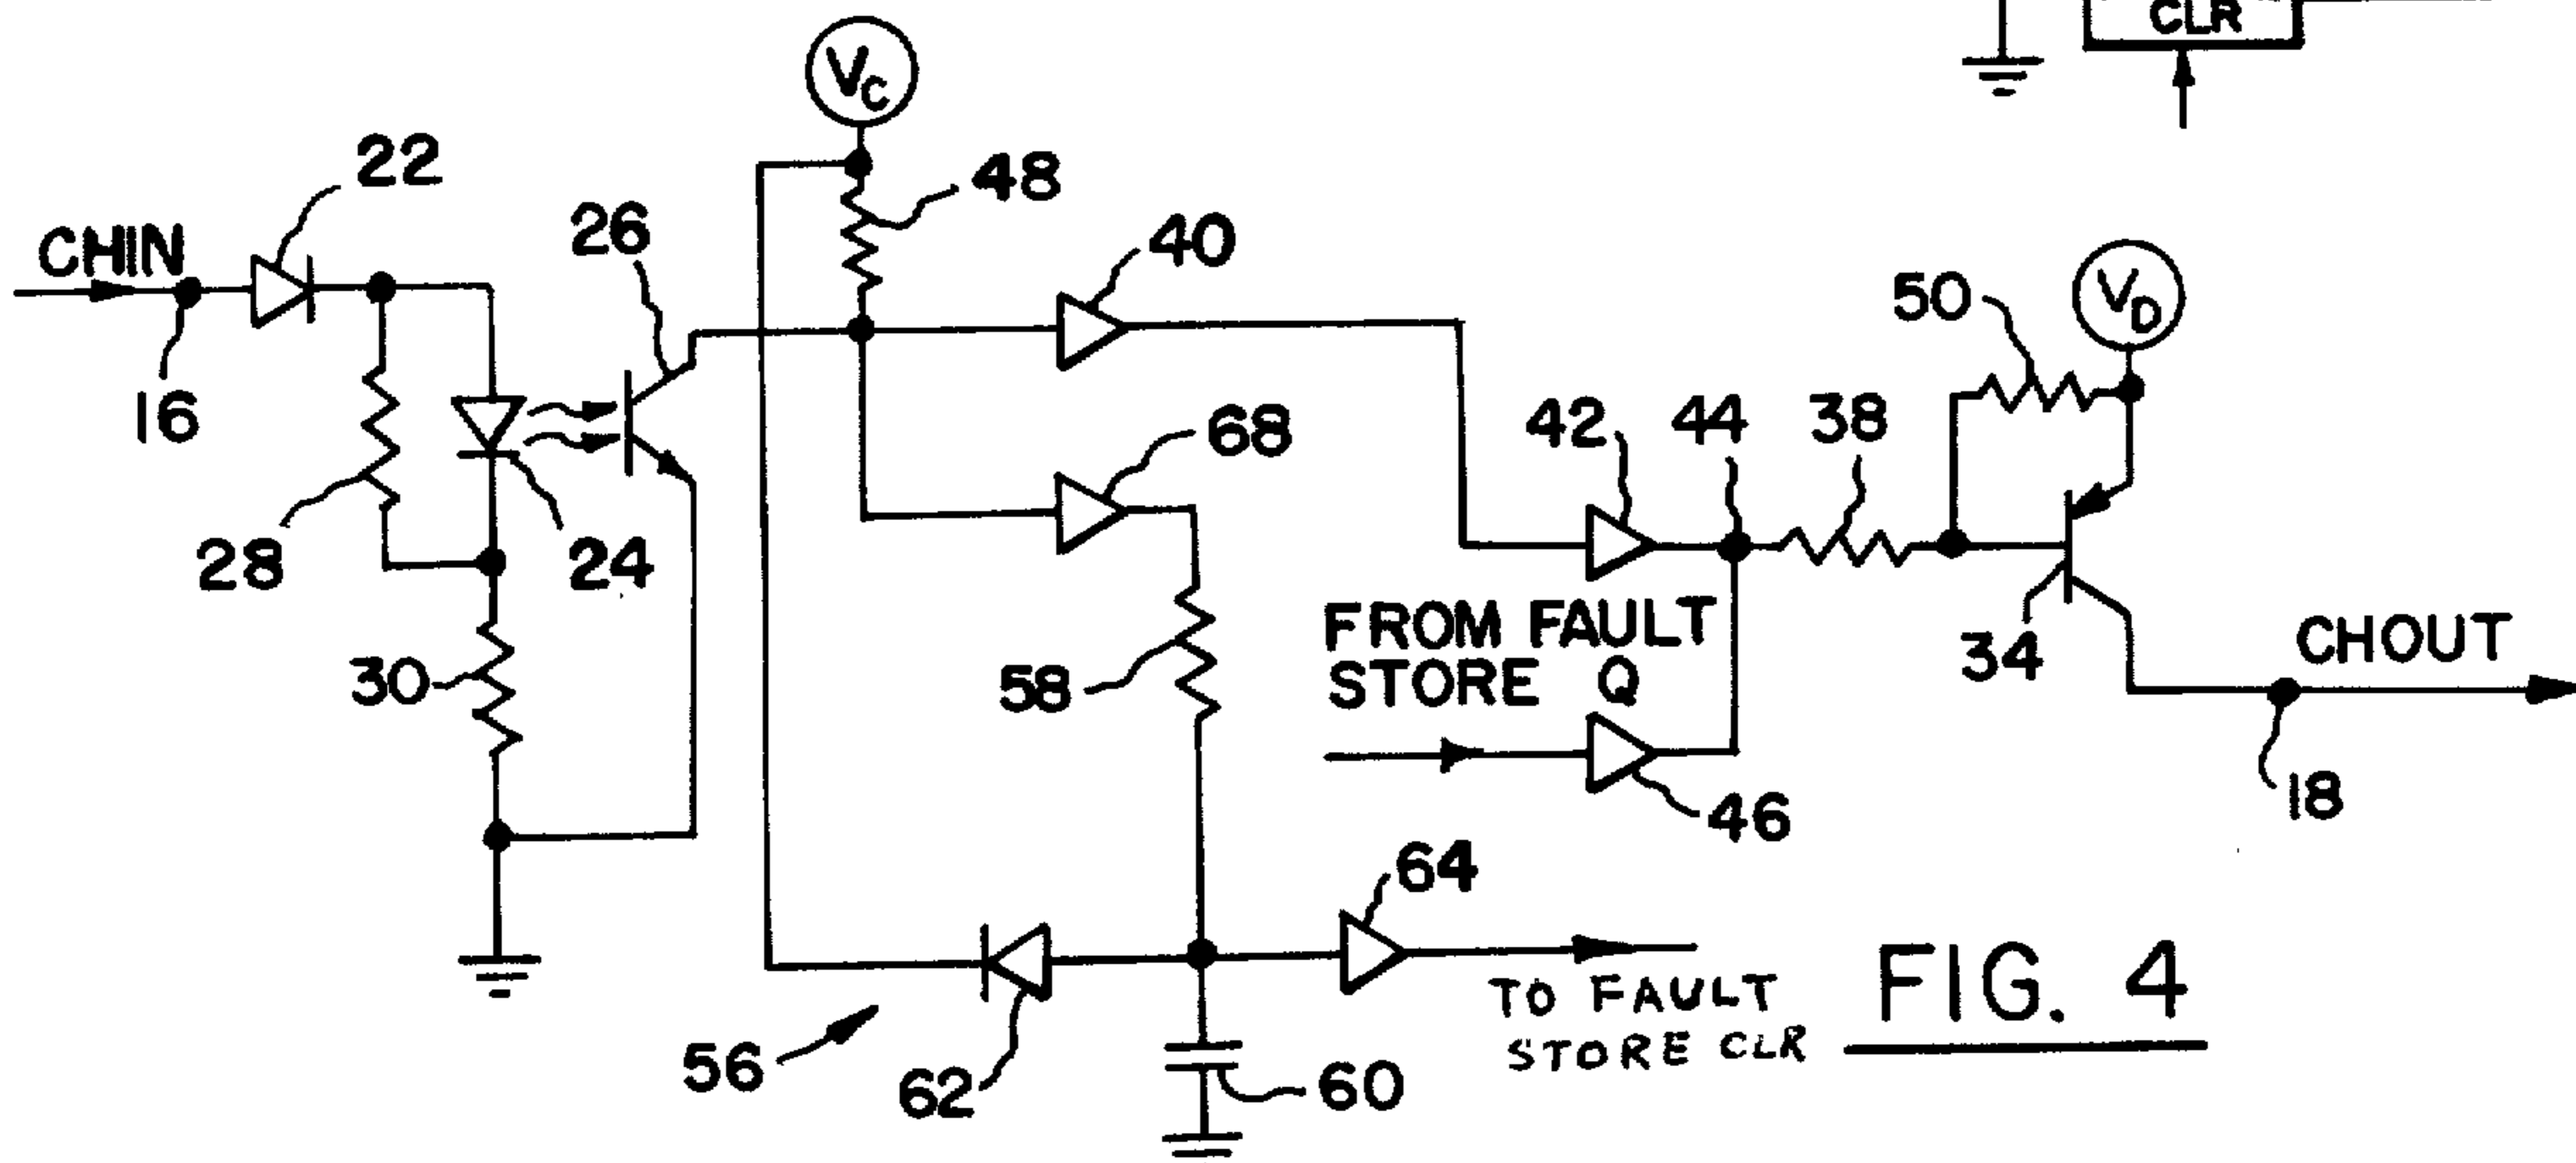 CLR
VC
22
48
CHIN
26
40
50
VD
16
68
42
44
38
28
24
FROM FAULT
STORE Q
34
CHOUT
30
58
46
18
64
TO FAULT
STORE CLR
FIG. 4
56
62
60